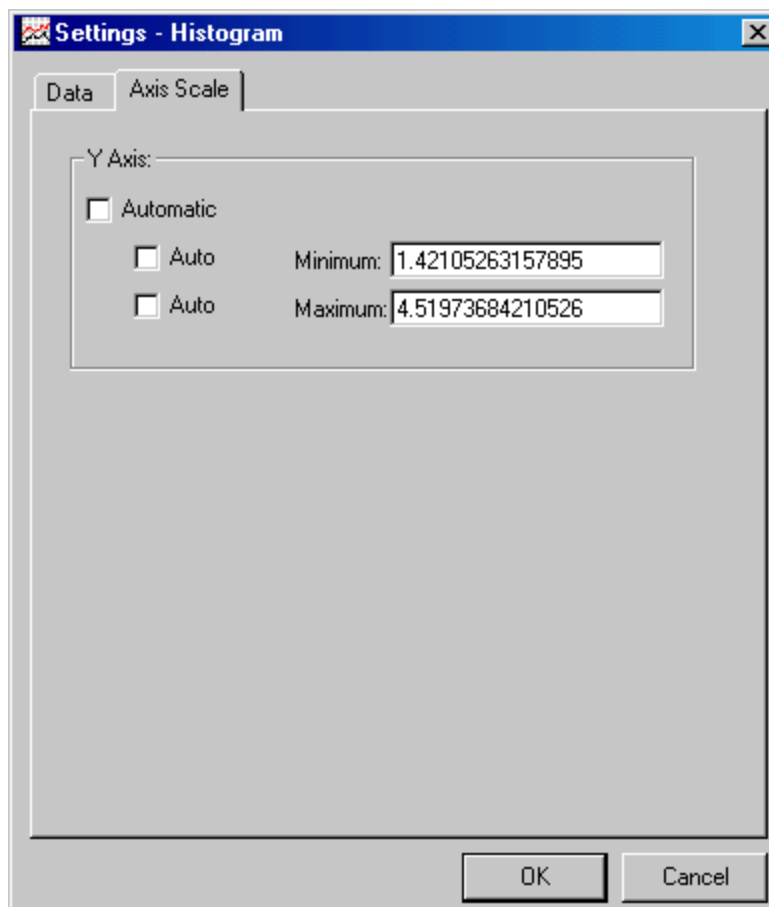 Settings - Histogram
Data Axis Scale
Y Axis:
Automatic
Auto Minimum: 1.42105263157895
Auto Maximum: 4.51973684210526
OK Cancel